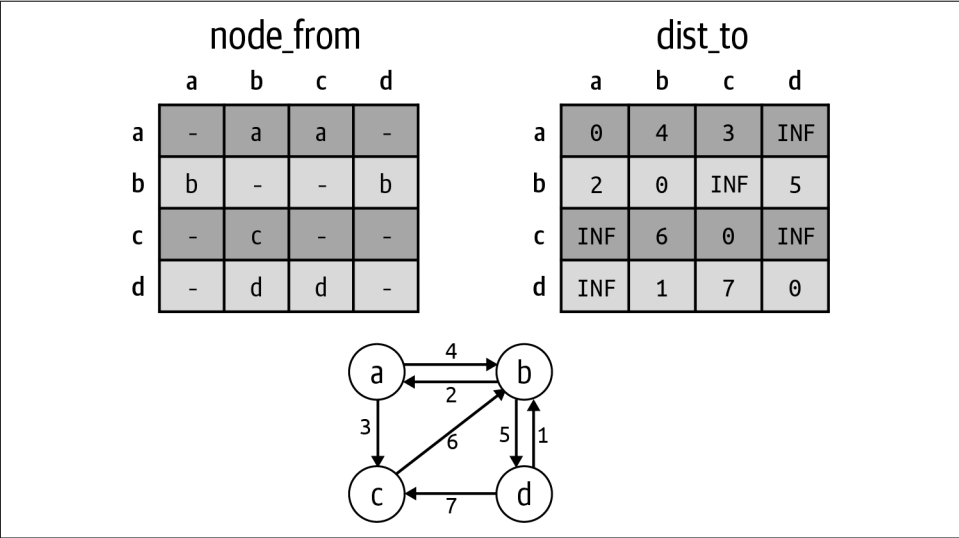 node_from dist_to
a b c d a b c d
a - a a - a 0 4 3 INF
b b - - b b 2 0 INF 5
c - c - - c INF 6 0 INF
d - d d - d INF 1 7 0
4
a b
2
3 6 5 1
c d
7